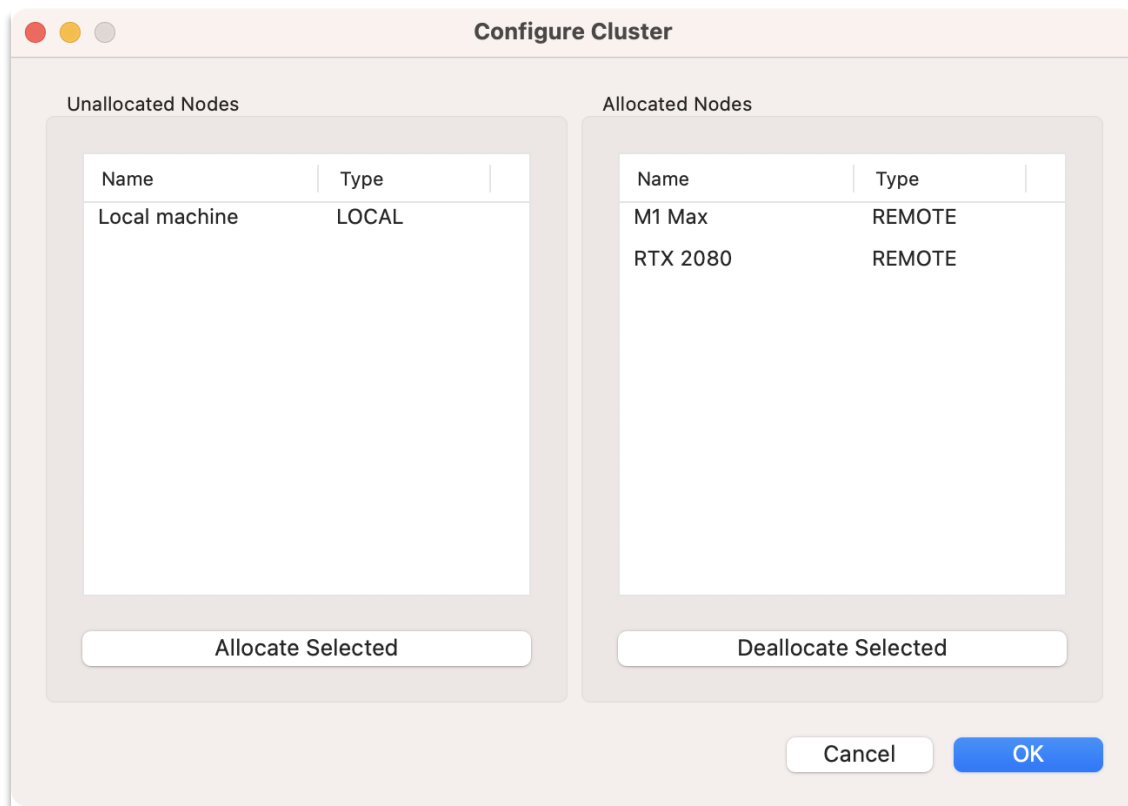 Configure Cluster
Unallocated Nodes
Name Type
Local machine LOCAL
Allocate Selected
Allocated Nodes
Name Type
M1 Max REMOTE
RTX 2080 REMOTE
Deallocate Selected
Cancel OK